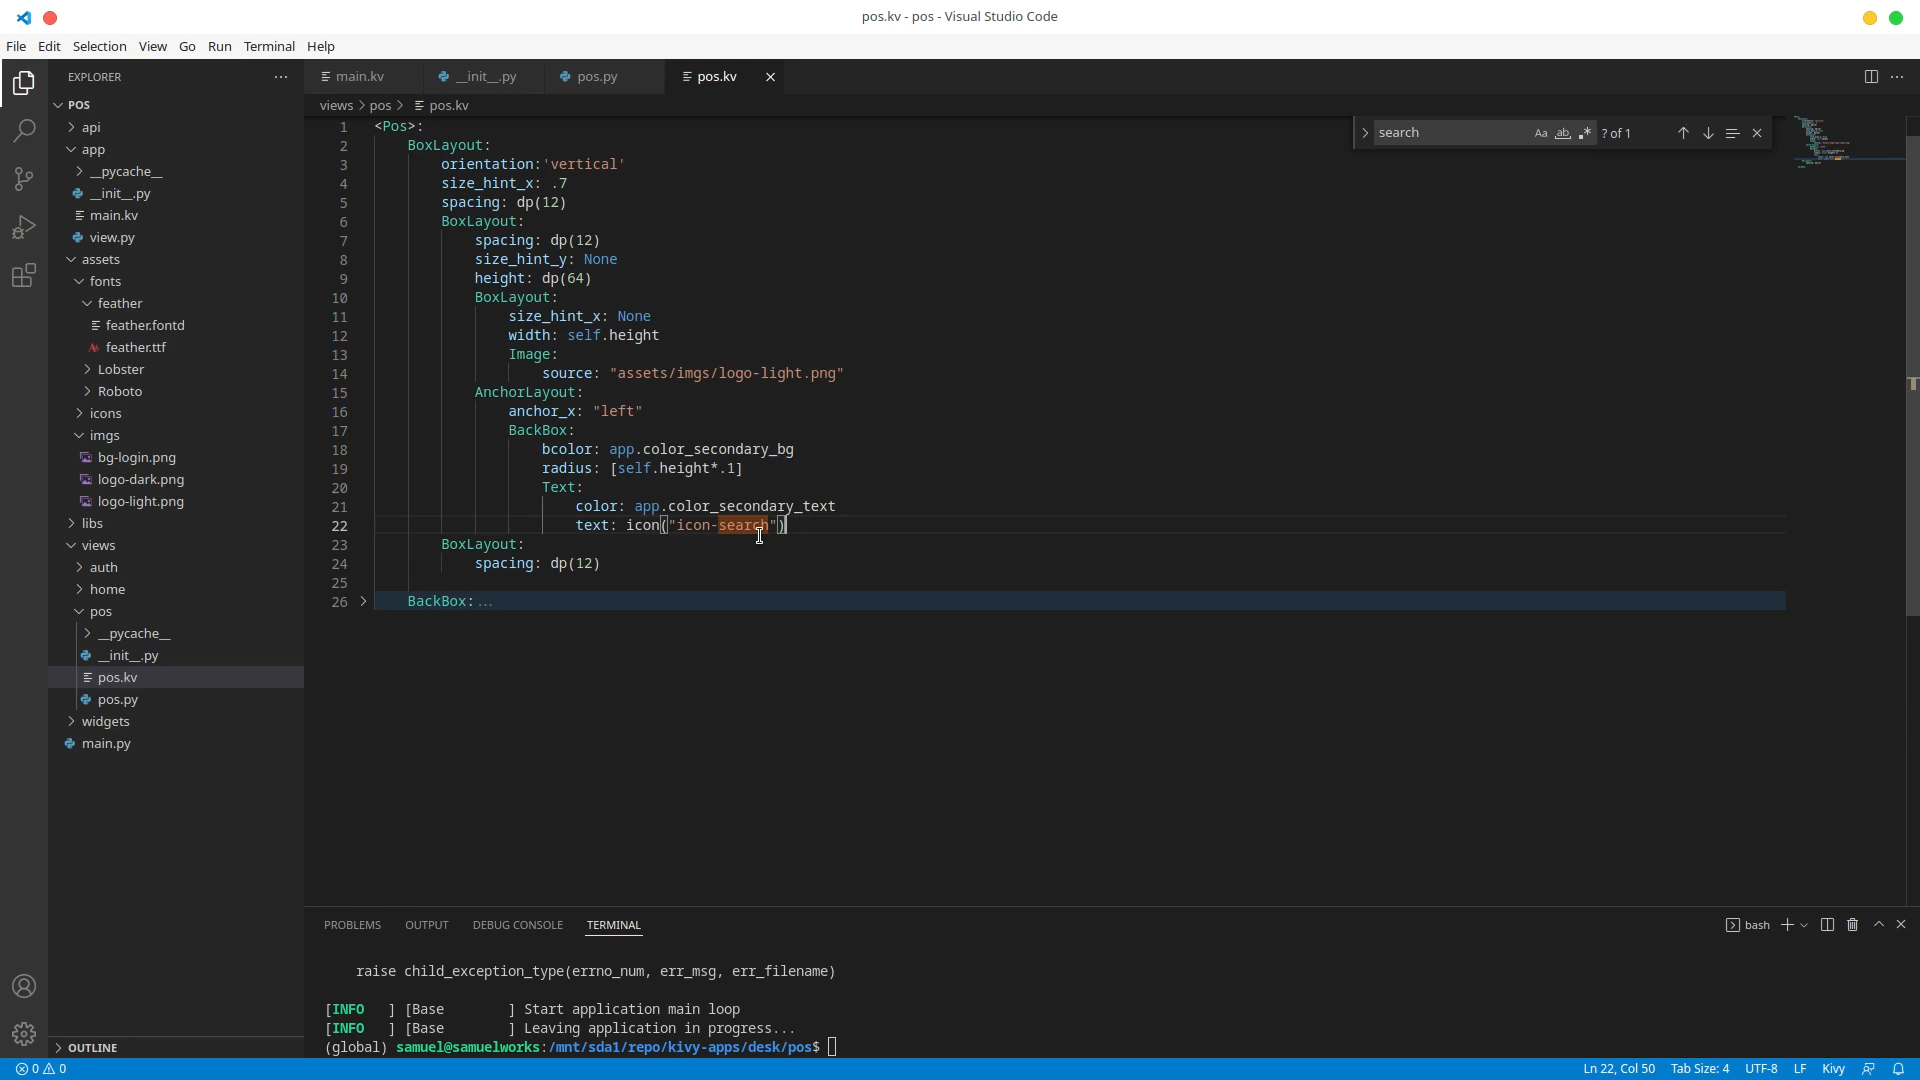 pos.kv - pos - Visual Studio Code
File Edit Selection View Go Run Terminal Help
EXPLORER
POS
api
app
__pycache__
__init__.py
main.kv
view.py
assets
fonts
feather
feather.fontd
feather.ttf
Lobster
Roboto
icons
imgs
bg-login.png
logo-dark.png
logo-light.png
libs
views
auth
home
pos
__pycache__
__init__.py
pos.kv
pos.py
widgets
main.py
OUTLINE
main.kv __init__.py pos.py pos.kv
views > pos > pos.kv
search Aa ab .* ? of 1
1 <Pos>:
2 BoxLayout:
3 orientation:'vertical'
4 size_hint_x: .7
5 spacing: dp(12)
6 BoxLayout:
7 spacing: dp(12)
8 size_hint_y: None
9 height: dp(64)
10 BoxLayout:
11 size_hint_x: None
12 width: self.height
13 Image:
14 source: "assets/imgs/logo-light.png"
15 AnchorLayout:
16 anchor_x: "left"
17 BackBox:
18 bcolor: app.color_secondary_bg
19 radius: [self.height*.1]
20 Text:
21 color: app.color_secondary_text
22 text: icon("icon-search")
23 BoxLayout:
24 spacing: dp(12)
25
26 BackBox:...
PROBLEMS OUTPUT DEBUG CONSOLE TERMINAL
bash
raise child_exception_type(errno_num, err_msg, err_filename)
[INFO ] [Base ] Start application main loop
[INFO ] [Base ] Leaving application in progress...
(global) samuel@samuelworks:/mnt/sda1/repo/kivy-apps/desk/pos$
0 0 Ln 22, Col 50 Tab Size: 4 UTF-8 LF Kivy